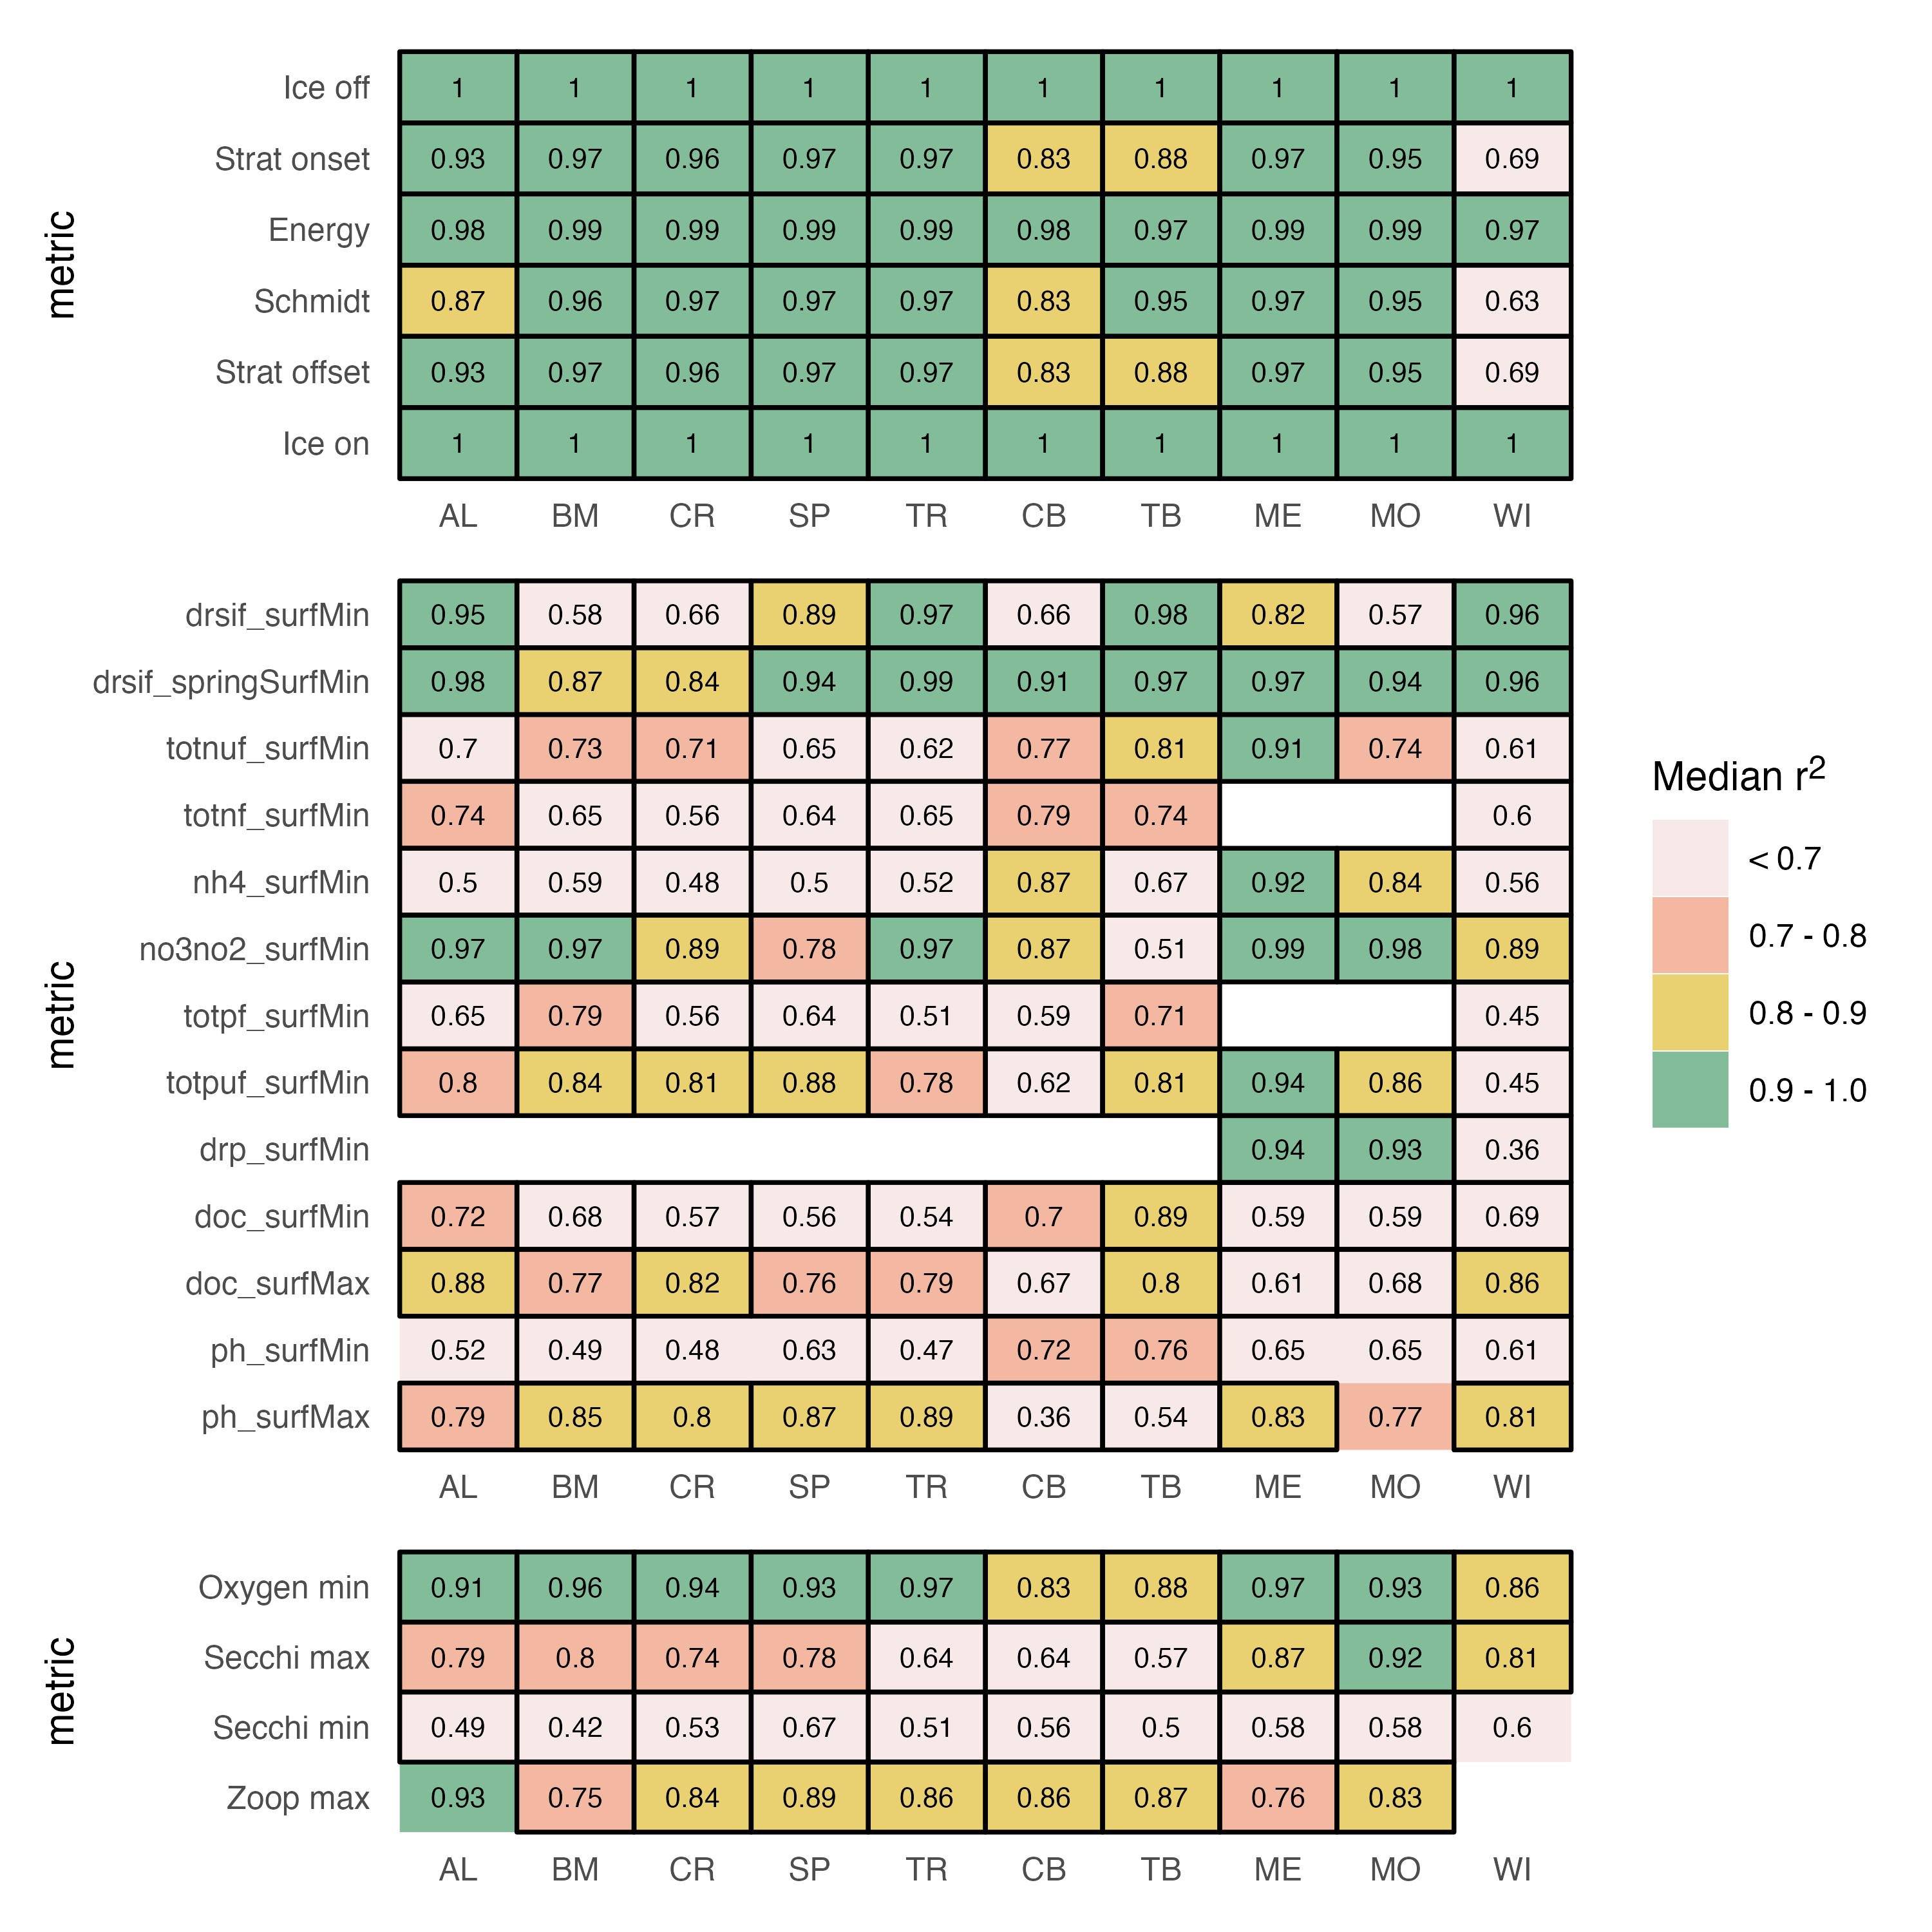 metric
Ice off 1 1 1 1 1 1 1 1 1 1
Strat onset 0.93 0.97 0.96 0.97 0.97 0.83 0.88 0.97 0.95 0.69
Energy 0.98 0.99 0.99 0.99 0.99 0.98 0.97 0.99 0.99 0.97
Schmidt 0.87 0.96 0.97 0.97 0.97 0.83 0.95 0.97 0.95 0.63
Strat offset 0.93 0.97 0.96 0.97 0.97 0.83 0.88 0.97 0.95 0.69
Ice on 1 1 1 1 1 1 1 1 1 1
AL BM CR SP TR CB TB ME MO WI
metric
drsif_surfMin 0.95 0.58 0.66 0.89 0.97 0.66 0.98 0.82 0.57 0.96
drsif_springSurfMin 0.98 0.87 0.84 0.94 0.99 0.91 0.97 0.97 0.94 0.96
totnuf_surfMin 0.7 0.73 0.71 0.65 0.62 0.77 0.81 0.91 0.74 0.61
totnf_surfMin 0.74 0.65 0.56 0.64 0.65 0.79 0.74 0.6
nh4_surfMin 0.5 0.59 0.48 0.5 0.52 0.87 0.67 0.92 0.84 0.56
no3no2_surfMin 0.97 0.97 0.89 0.78 0.97 0.87 0.51 0.99 0.98 0.89
totpf_surfMin 0.65 0.79 0.56 0.64 0.51 0.59 0.71 0.45
totpuf_surfMin 0.8 0.84 0.81 0.88 0.78 0.62 0.81 0.94 0.86 0.45
drp_surfMin 0.94 0.93 0.36
doc_surfMin 0.72 0.68 0.57 0.56 0.54 0.7 0.89 0.59 0.59 0.69
doc_surfMax 0.88 0.77 0.82 0.76 0.79 0.67 0.8 0.61 0.68 0.86
ph_surfMin 0.52 0.49 0.48 0.63 0.47 0.72 0.76 0.65 0.65 0.61
ph_surfMax 0.79 0.85 0.8 0.87 0.89 0.36 0.54 0.83 0.77 0.81
AL BM CR SP TR CB TB ME MO WI
metric
Oxygen min 0.91 0.96 0.94 0.93 0.97 0.83 0.88 0.97 0.93 0.86
Secchi max 0.79 0.8 0.74 0.78 0.64 0.64 0.57 0.87 0.92 0.81
Secchi min 0.49 0.42 0.53 0.67 0.51 0.56 0.5 0.58 0.58 0.6
Zoop max 0.93 0.75 0.84 0.89 0.86 0.86 0.87 0.76 0.83
AL BM CR SP TR CB TB ME MO WI
Median r²
< 0.7
0.7 - 0.8
0.8 - 0.9
0.9 - 1.0